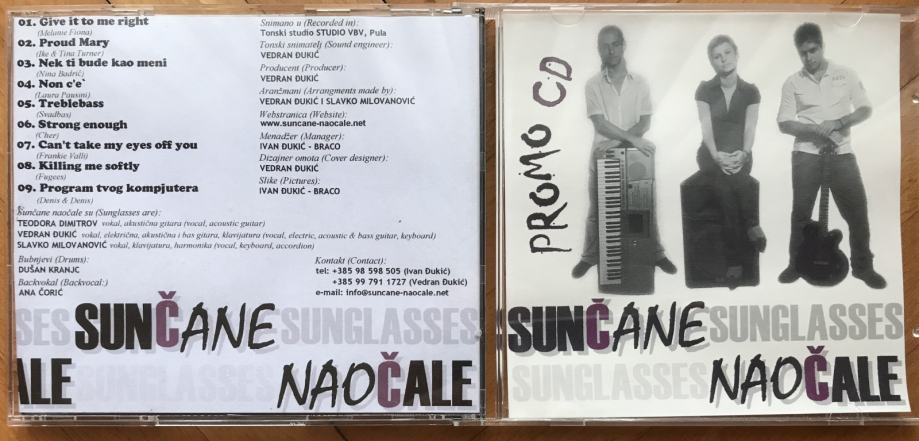 01. Give it to me right
(Melanie Fiona)
02. Proud Mary
(Ike & Tina Turner)
03. Nek ti bude kao meni
(Nina Badrić)
04. Non c'e`
(Laura Pausini)
05. Treblebass
(Svadbas)
06. Strong enough
(Cher)
07. Can't take my eyes off you
(Frankie Valli)
08. Killing me softly
(Fugees)
09. Program tvog kompjutera
(Denis & Denis)
Snimano u (Recorded in):
Tonski studio STUDIO VBV, Pula
Tonski snimatelj (Sound engineer):
VEDRAN ĐUKIĆ
Producent (Producer):
VEDRAN ĐUKIĆ
Aranžmani (Arrangments made by):
VEDRAN ĐUKIĆ I SLAVKO MILOVANOVIĆ
Webstranica (Website):
www.suncane-naocale.net
Menadžer (Manager):
IVAN ĐUKIĆ - BRACO
Dizajner omota (Cover designer):
VEDRAN ĐUKIĆ
Slike (Pictures):
IVAN ĐUKIĆ - BRACO
Sunčane naočale su (Sunglasses are):
TEODORA DIMITROV vokal, akustična gitara (vocal, acoustic guitar)
VEDRAN ĐUKIĆ vokal, električna, akustična i bas gitara, klavijatura (vocal, electric, acoustic & bass guitar, keyboard)
SLAVKO MILOVANOVIĆ vokal, klavijatura, harmonika (vocal, keyboard, accordion)
Bubnjevi (Drums):
DUŠAN KRANJC
Backvokal (Backvocal:)
ANA ČORIĆ
Kontakt (Contact):
tel: +385 98 598 505 (Ivan Đukić)
+385 99 791 1727 (Vedran Đukić)
e-mail: info@suncane-naocale.net
SES SUNČANE SUNGLASSES
ALE SUNGLASSES NAOČALE
PROMO CD
SUNČANE SUNGLASSES
SUNGLASSES NAOČALE